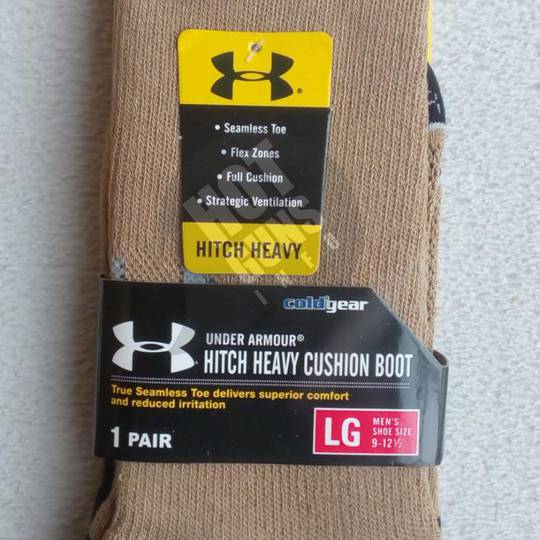 • Seamless Toe
• Flex Zones
• Full Cushion
• Strategic Ventilation
HITCH HEAVY
coldgear
UNDER ARMOUR®
HITCH HEAVY CUSHION BOOT
True Seamless Toe delivers superior comfort
and reduced irritation
1 PAIR
LG
MEN'S
SHOE SIZE
9-12½